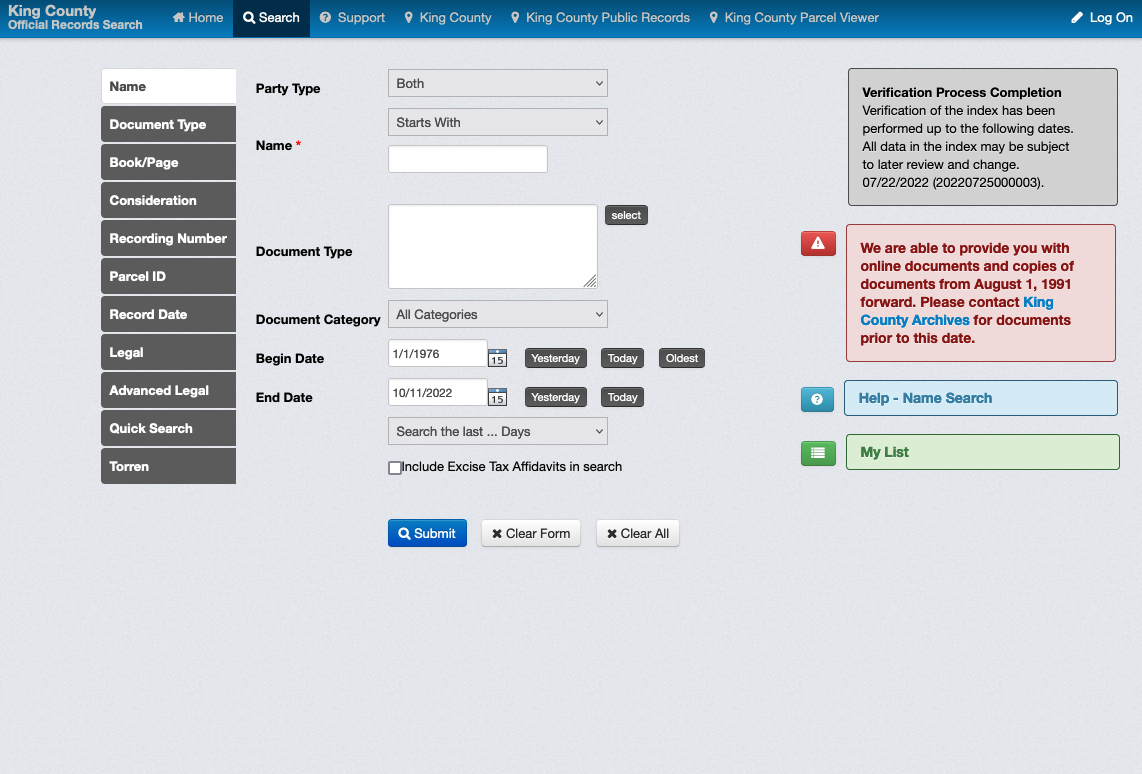 King County
Official Records Search
Home
Search
Support
King County
King County Public Records
King County Parcel Viewer
Log On
Name
Document Type
Book/Page
Consideration
Recording Number
Parcel ID
Record Date
Legal
Advanced Legal
Quick Search
Torren
Party Type
Both
Starts With
Name *
Document Type
select
Document Category
All Categories
Begin Date
1/1/1976
15
Yesterday
Today
Oldest
End Date
10/11/2022
15
Yesterday
Today
Search the last ... Days
Include Excise Tax Affidavits in search
Submit
Clear Form
Clear All
Verification Process Completion
Verification of the index has been
performed up to the following dates.
All data in the index may be subject
to later review and change.
07/22/2022 (20220725000003).
We are able to provide you with
online documents and copies of
documents from August 1, 1991
forward. Please contact King
County Archives for documents
prior to this date.
Help - Name Search
My List